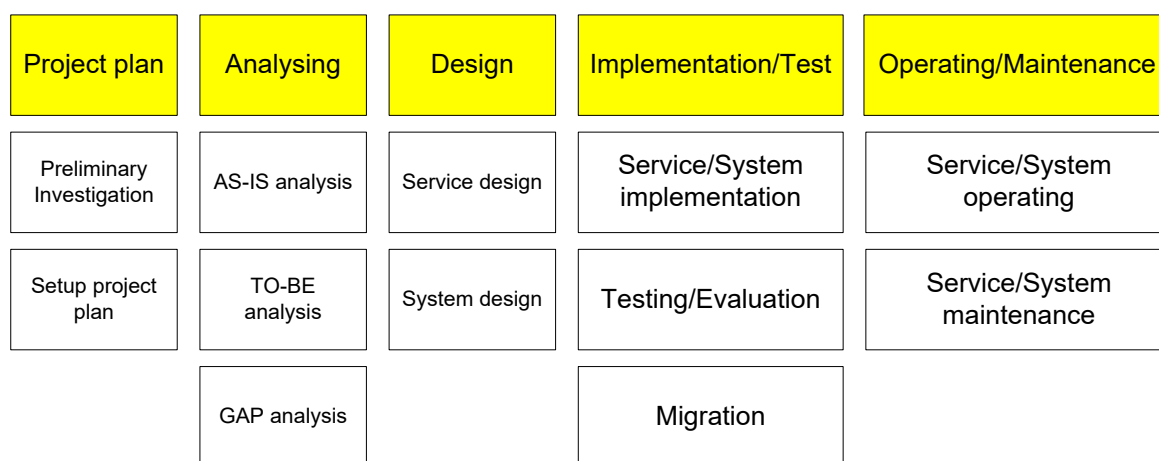 Project plan
Analysing
Design
Implementation/Test
Operating/Maintenance
Preliminary
Investigation
AS-IS analysis
Service design
Service/System
implementation
Service/System
operating
Setup project
plan
TO-BE
analysis
System design
Testing/Evaluation
Service/System
maintenance
GAP analysis
Migration